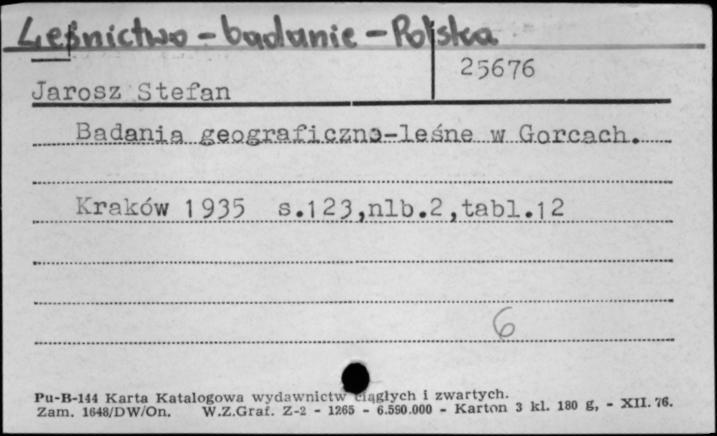 Leśnictwo - badanie - Polska
25676
Jarosz Stefan
Badania geograficzno-leśne w Gorcach.
Kraków 1935 s.123,nlb.2,tabl.12
6
Pu-B-144 Karta Katalogowa wydawnictw ciągłych i zwartych.
Zam. 1648/DW/On. W.Z.Graf. Z-2 - 1265 - 6.590.000 - Karton 3 kl. 180 g, - XII. 76.